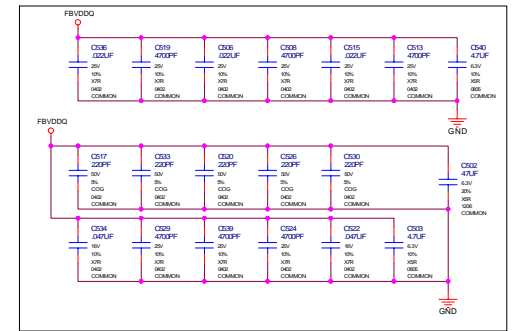 FBVDDQ
C536
.022UF
25V
10%
X7R
0402
COMMON
C519
4700PF
25V
10%
X7R
0402
COMMON
C506
.022UF
25V
10%
X7R
0402
COMMON
C508
4700PF
25V
10%
X7R
0402
COMMON
C515
.022UF
25V
10%
X7R
0402
COMMON
C513
4700PF
25V
10%
X7R
0402
COMMON
C540
4.7UF
6.3V
10%
X5R
0805
COMMON
GND
FBVDDQ
C517
220PF
50V
5%
COG
0402
COMMON
C533
220PF
50V
5%
COG
0402
COMMON
C520
220PF
50V
5%
COG
0402
COMMON
C526
220PF
50V
5%
COG
0402
COMMON
C530
220PF
50V
5%
COG
0402
COMMON
C502
47UF
6.3V
20%
X5R
1206
COMMON
C534
.047UF
16V
10%
X7R
0402
COMMON
C529
4700PF
25V
10%
X7R
0402
COMMON
C539
4700PF
25V
10%
X7R
0402
COMMON
C524
4700PF
25V
10%
X7R
0402
COMMON
C522
.047UF
16V
10%
X7R
0402
COMMON
C503
4.7UF
6.3V
10%
X5R
0805
COMMON
GND